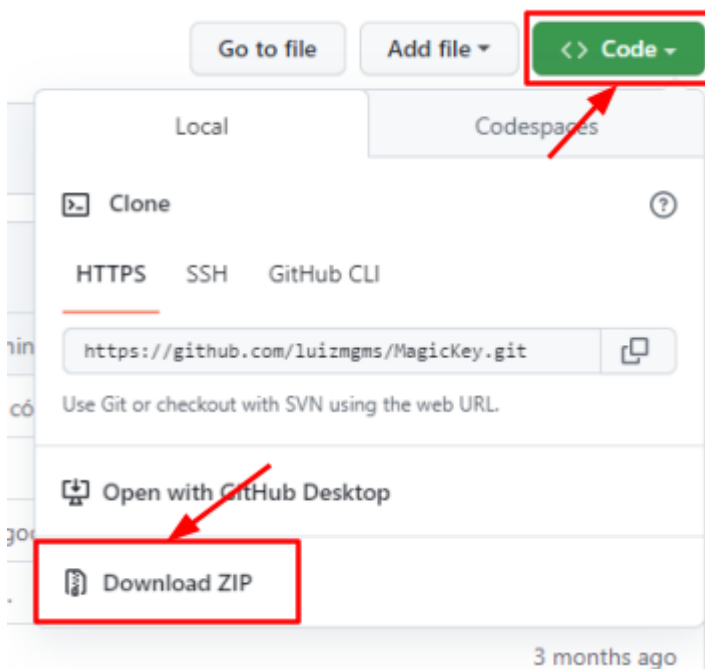 Go to file Add file <> Code
Local Codespaces
Clone
HTTPS SSH GitHub CLI
https://github.com/luizmgms/MagicKey.git
Use Git or checkout with SVN using the web URL.
Open with GitHub Desktop
Download ZIP
3 months ago